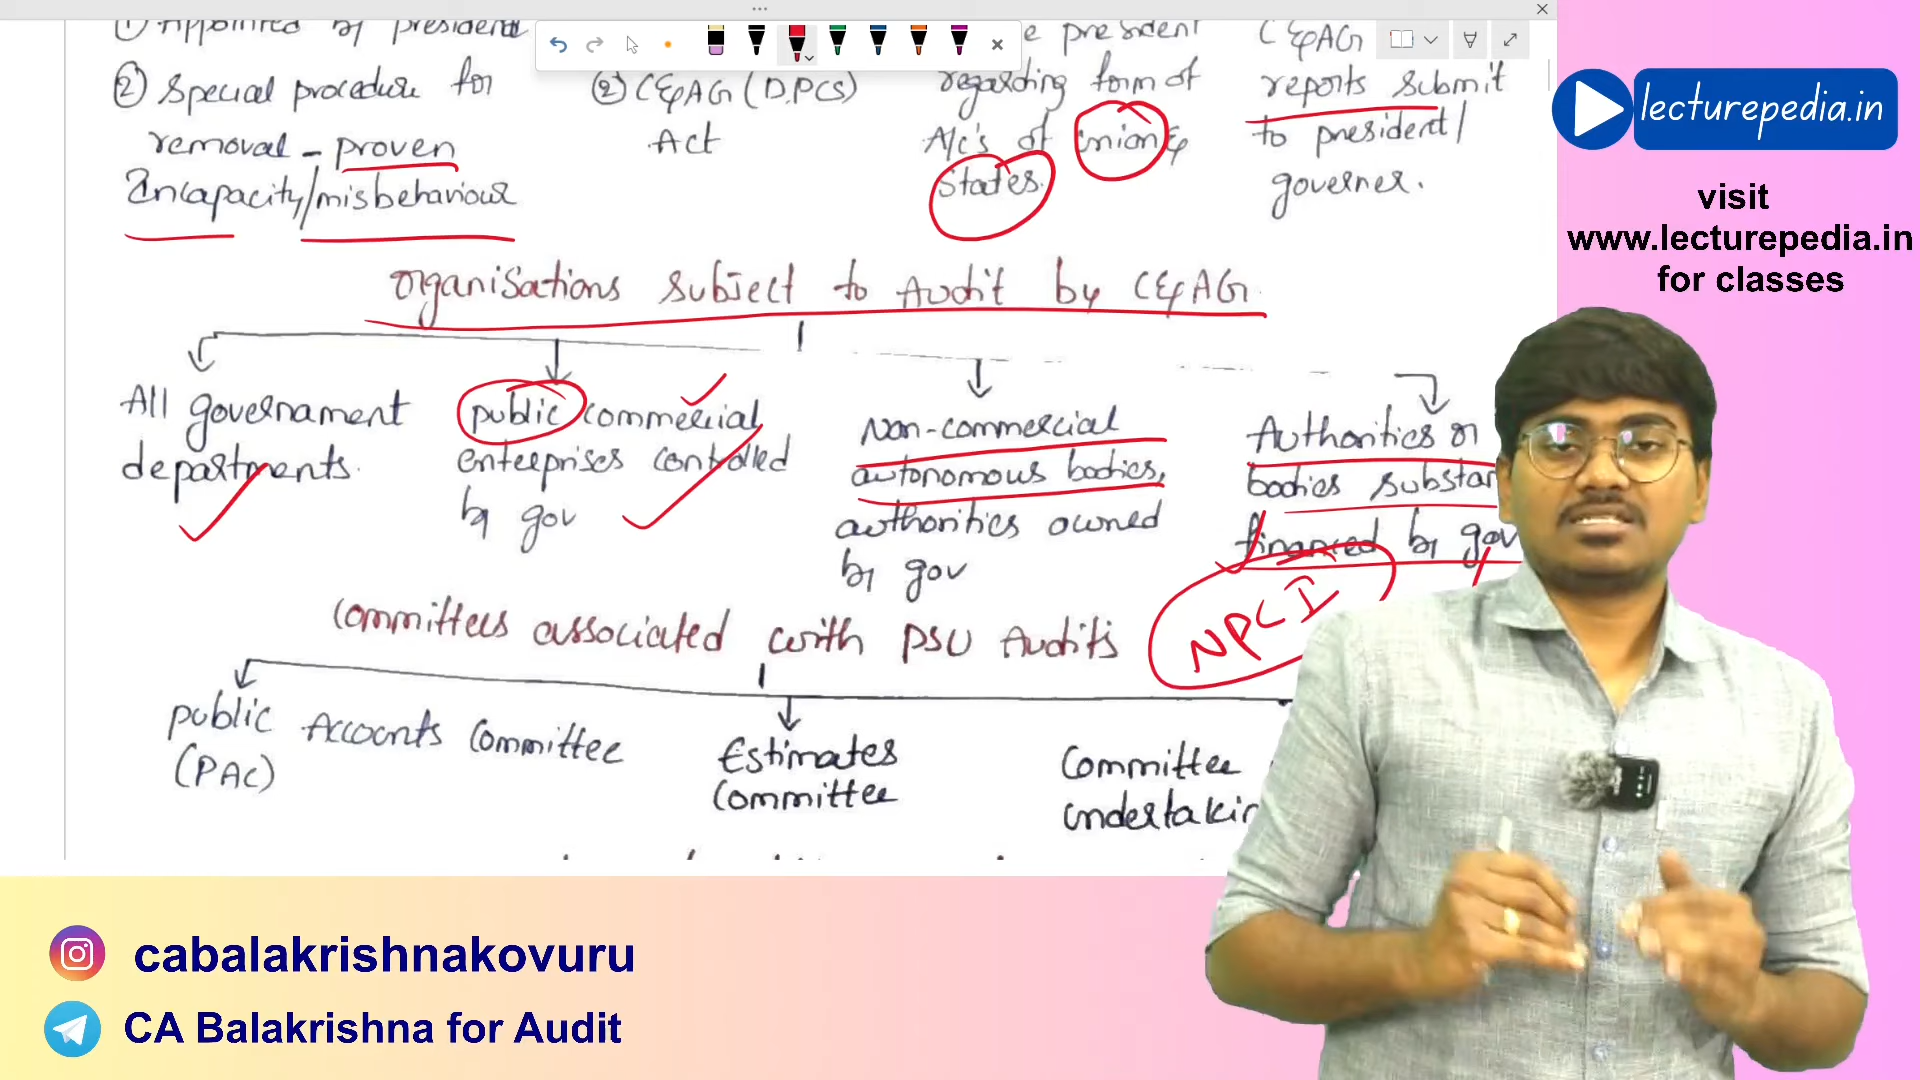 ① Appointed by president
② Special procedure for
removal - proven
Incapacity/misbehaviour
② C&AG (D.P.C.S)
Act
e president
regarding form of
A/c's of union &
states.
C&AG
reports submit
to president/
governer.
organisations subject to Audit by C&AG.
All governament
departments.
public commercial
enterprises controlled
by gov
Non-commercial
autonomous bodies,
authorities owned
by gov
Authorities or
bodies substan
financed by gov
NPCI
Committees associated with PSU Audits
public Accounts Committee
(PAC)
Estimates
Committee
Committee
undertakin
lecturepedia.in
visit
www.lecturepedia.in
for classes
cabalakrishnakovuru
CA Balakrishna for Audit